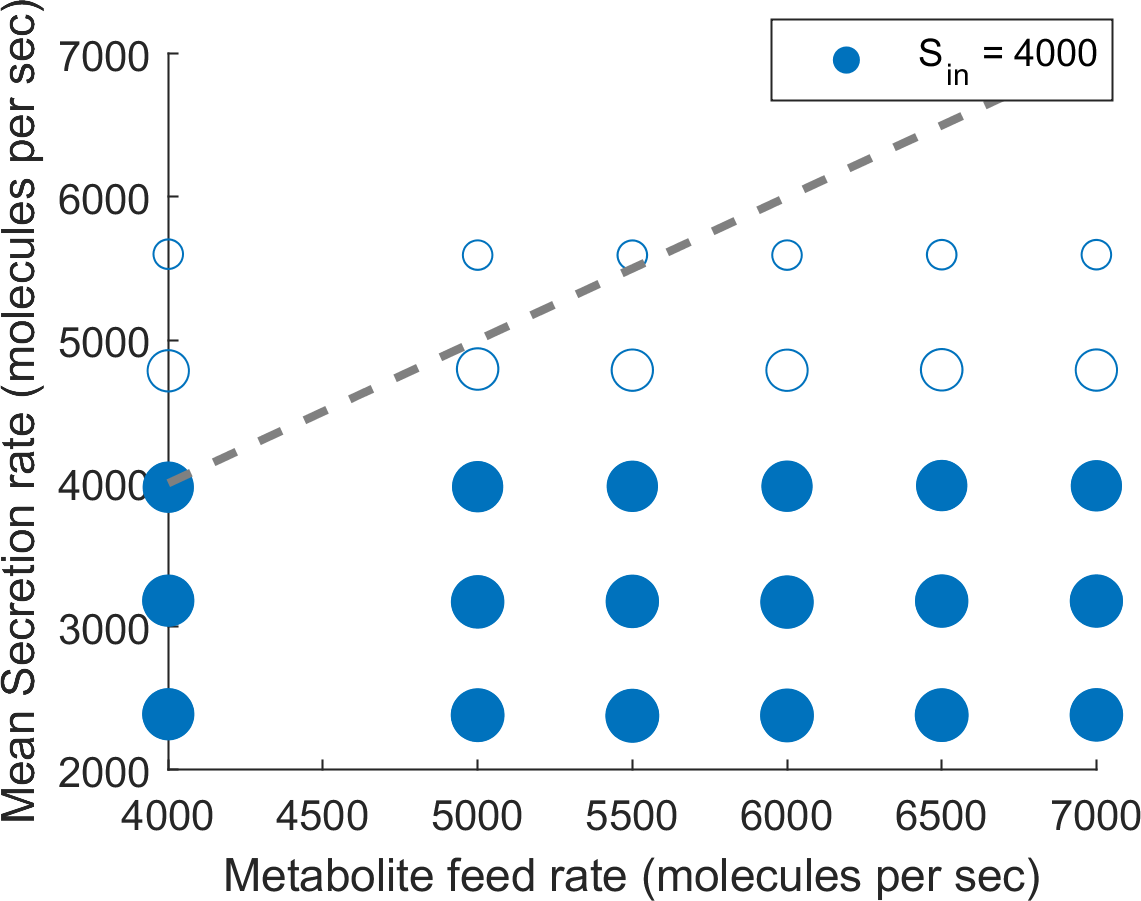 Mean Secretion rate (molecules per sec)
7000
6000
5000
4000
3000
2000
S_in = 4000
4000 4500 5000 5500 6000 6500 7000
Metabolite feed rate (molecules per sec)